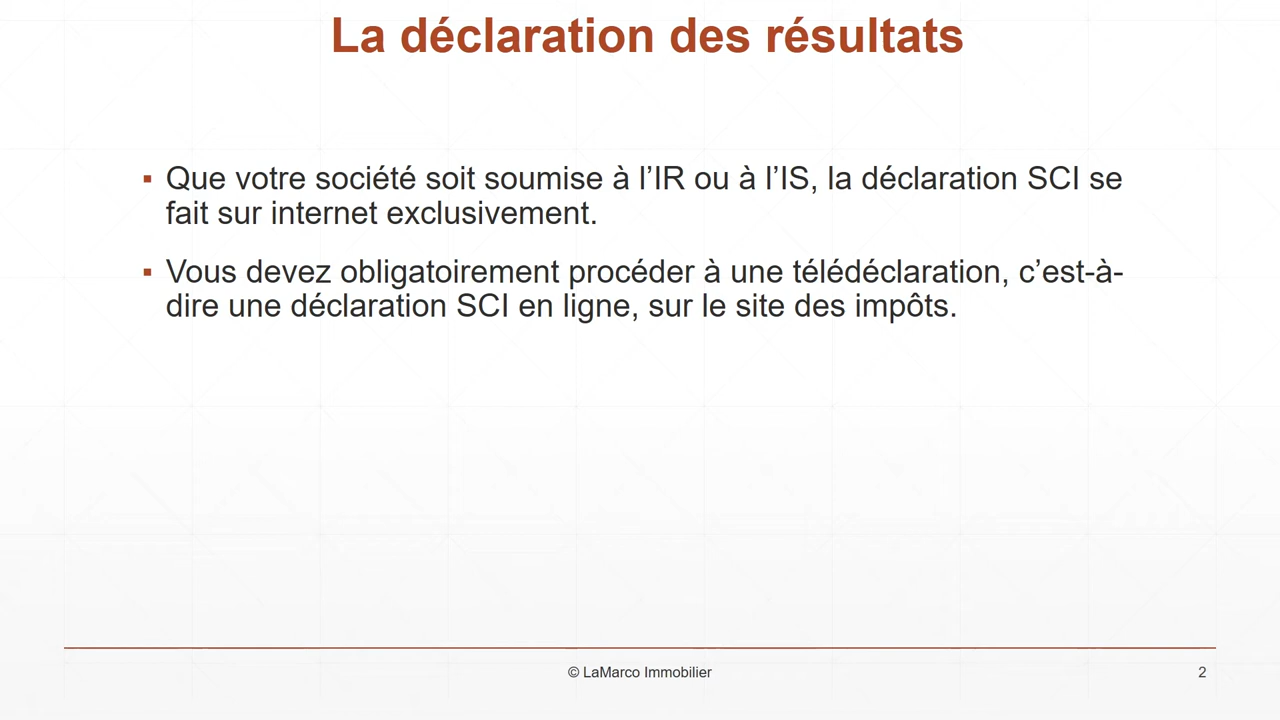 La déclaration des résultats
▪ Que votre société soit soumise à l’IR ou à l’IS, la déclaration SCI se
fait sur internet exclusivement.
▪ Vous devez obligatoirement procéder à une télédéclaration, c’est-à-
dire une déclaration SCI en ligne, sur le site des impôts.
© LaMarco Immobilier
2